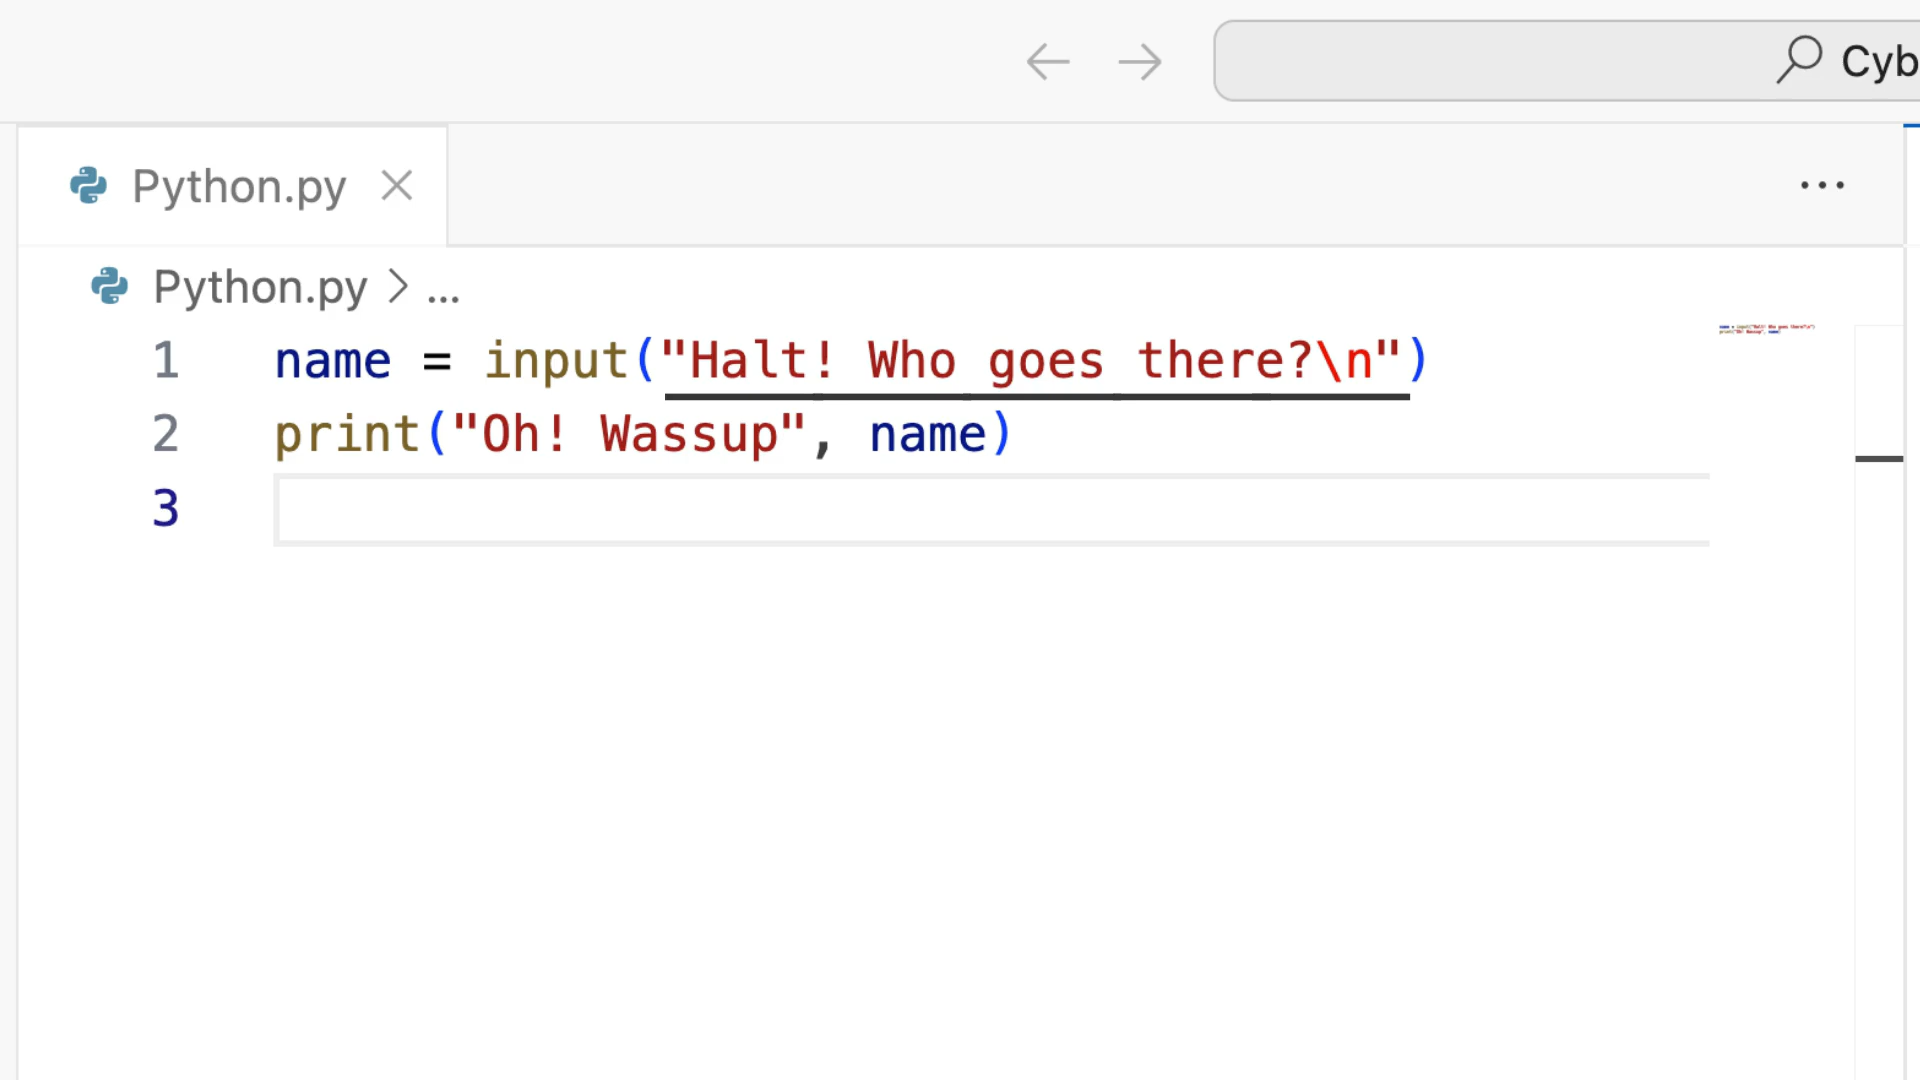 Cyb
Python.py
Python.py > ...
1 name = input("Halt! Who goes there?\n")
2 print("Oh! Wassup", name)
3